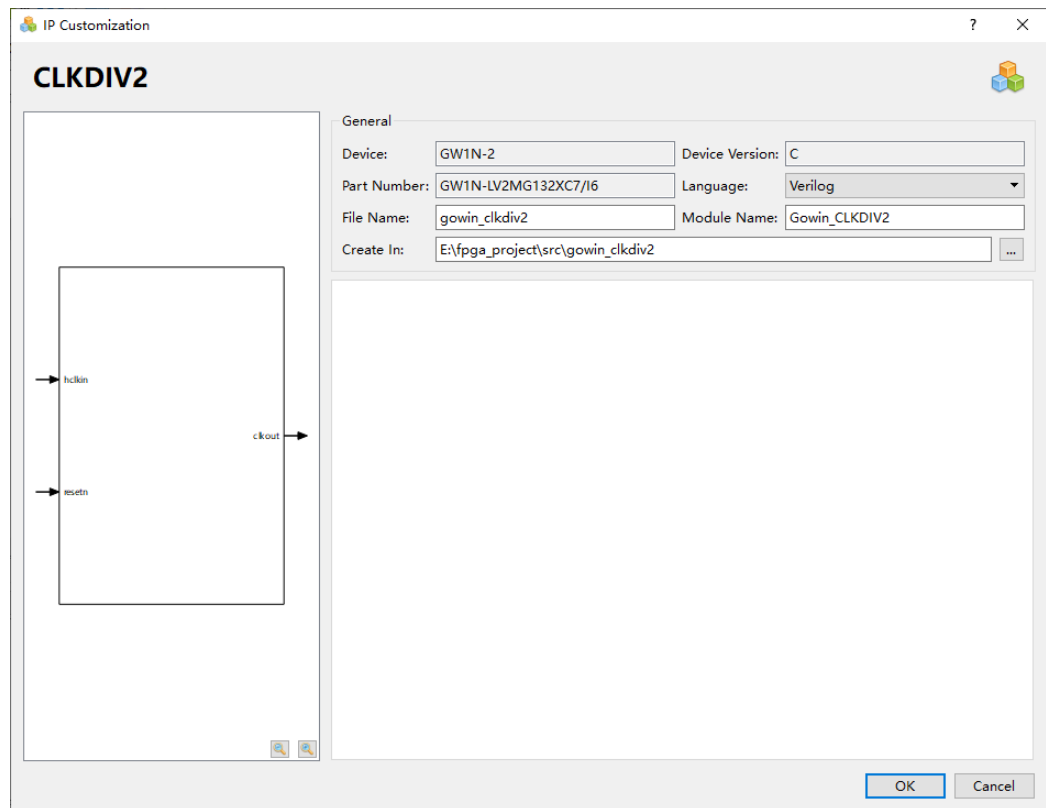 IP Customization
CLKDIV2
General
Device: GW1N-2 Device Version: C
Part Number: GW1N-LV2MG132XC7/I6 Language: Verilog
File Name: gowin_clkdiv2 Module Name: Gowin_CLKDIV2
Create In: E:\fpga_project\src\gowin_clkdiv2 ...
hclkin
clkout
resetn
OK Cancel